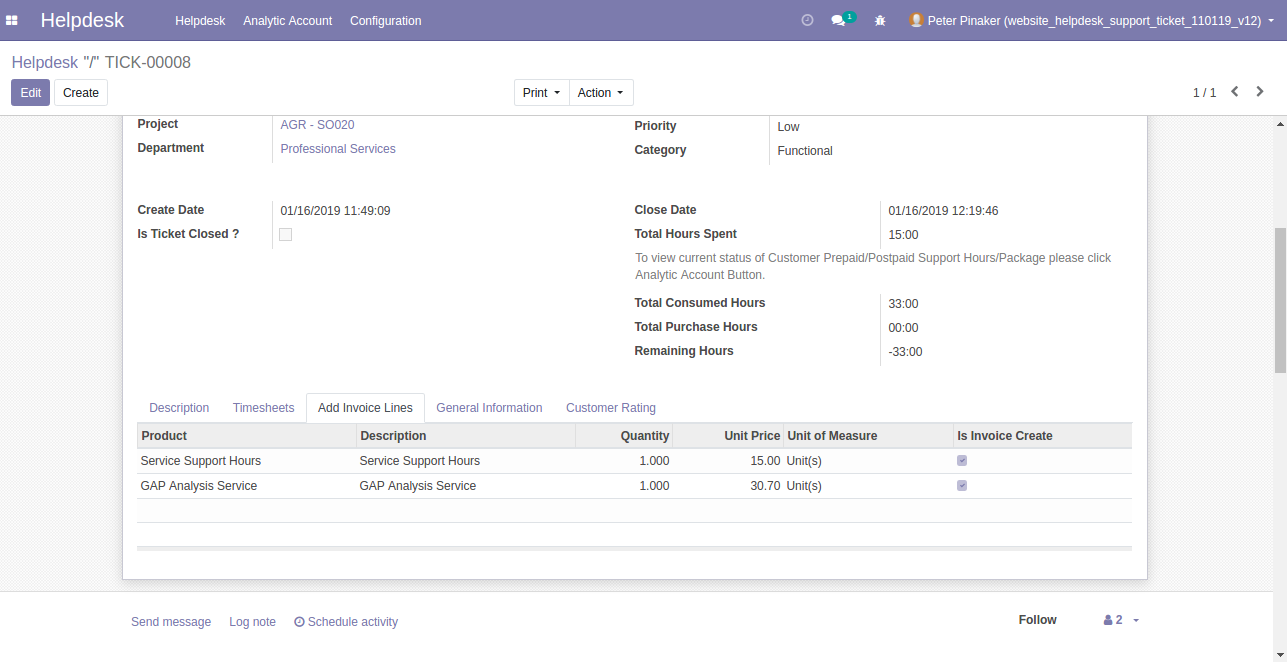 Helpdesk Helpdesk Analytic Account Configuration 1 Peter Pinaker (website_helpdesk_support_ticket_110119_v12)
Helpdesk "/" TICK-00008
Edit Create Print Action 1 / 1
Project AGR - SO020 Priority Low
Department Professional Services Category Functional
Create Date 01/16/2019 11:49:09 Close Date 01/16/2019 12:19:46
Is Ticket Closed ? Total Hours Spent 15:00
To view current status of Customer Prepaid/Postpaid Support Hours/Package please click
Analytic Account Button.
Total Consumed Hours 33:00
Total Purchase Hours 00:00
Remaining Hours -33:00
Description Timesheets Add Invoice Lines General Information Customer Rating
Product Description Quantity Unit Price Unit of Measure Is Invoice Create
Service Support Hours Service Support Hours 1.000 15.00 Unit(s)
GAP Analysis Service GAP Analysis Service 1.000 30.70 Unit(s)
Send message Log note Schedule activity Follow 2